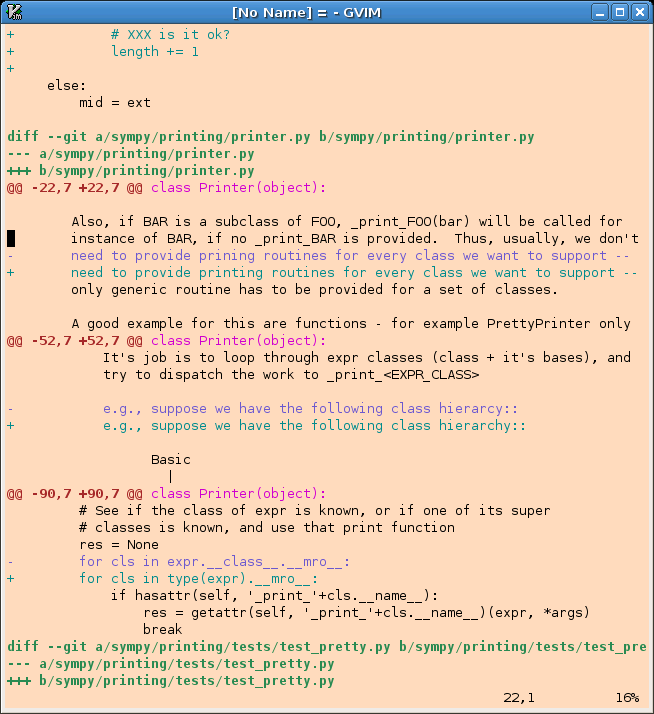 [No Name] = - GVIM
+            # XXX is it ok?
+            length += 1
+
     else:
         mid = ext

diff --git a/sympy/printing/printer.py b/sympy/printing/printer.py
--- a/sympy/printing/printer.py
+++ b/sympy/printing/printer.py
@@ -22,7 +22,7 @@ class Printer(object):

        Also, if BAR is a subclass of FOO, _print_FOO(bar) will be called for
        instance of BAR, if no _print_BAR is provided.  Thus, usually, we don't
-       need to provide prining routines for every class we want to support --
+       need to provide printing routines for every class we want to support --
        only generic routine has to be provided for a set of classes.

        A good example for this are functions - for example PrettyPrinter only
@@ -52,7 +52,7 @@ class Printer(object):
            It's job is to loop through expr classes (class + it's bases), and
            try to dispatch the work to _print_<EXPR_CLASS>

-           e.g., suppose we have the following class hierarcy::
+           e.g., suppose we have the following class hierarchy::

                  Basic
                    |
@@ -90,7 +90,7 @@ class Printer(object):
         # See if the class of expr is known, or if one of its super
         # classes is known, and use that print function
         res = None
-        for cls in expr.__class__.__mro__:
+        for cls in type(expr).__mro__:
             if hasattr(self, '_print_'+cls.__name__):
                 res = getattr(self, '_print_'+cls.__name__)(expr, *args)
                 break
diff --git a/sympy/printing/tests/test_pretty.py b/sympy/printing/tests/test_pre
--- a/sympy/printing/tests/test_pretty.py
+++ b/sympy/printing/tests/test_pretty.py
22,1          16%